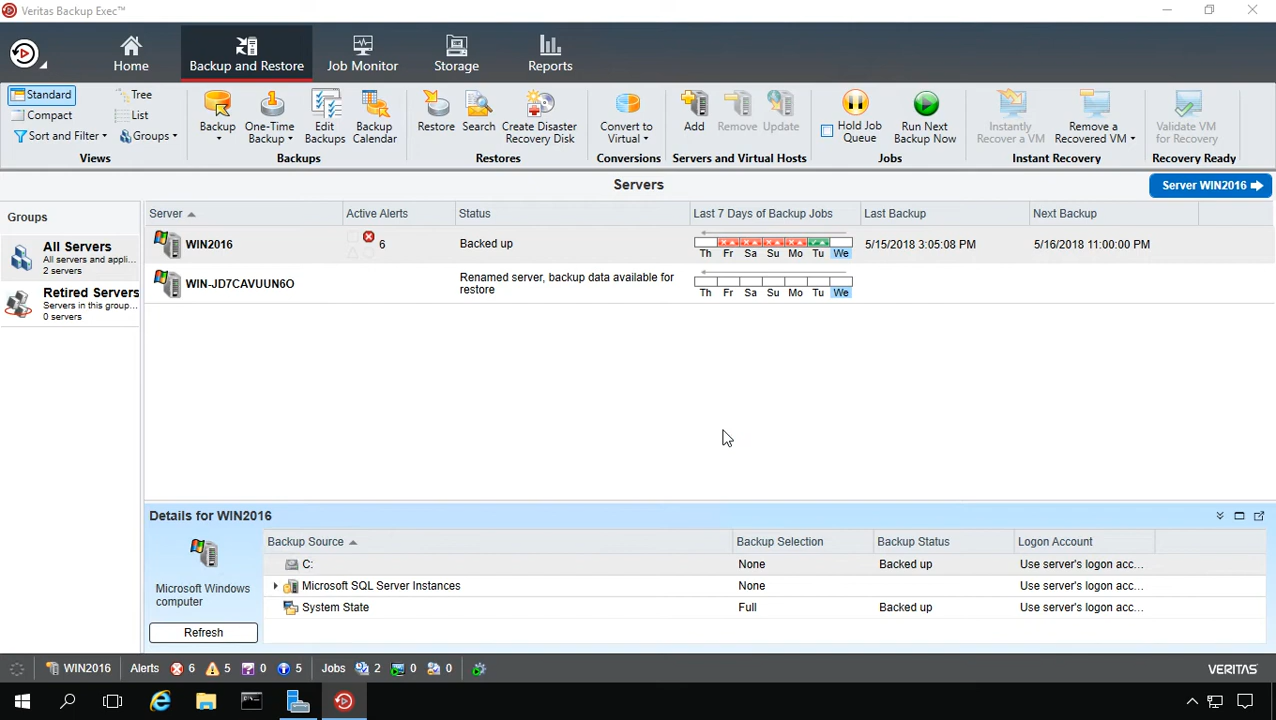 Veritas Backup Exec™
Home
Backup and Restore
Job Monitor
Storage
Reports
Standard
Compact
Sort and Filter
Tree
List
Groups
Views
Backup
One-Time Backup
Edit Backups
Backup Calendar
Backups
Restore
Search
Create Disaster Recovery Disk
Restores
Convert to Virtual
Conversions
Add
Remove
Update
Servers and Virtual Hosts
Hold Job Queue
Run Next Backup Now
Jobs
Instantly Recover a VM
Remove a Recovered VM
Instant Recovery
Validate VM for Recovery
Recovery Ready
Servers
Server WIN2016
Groups
All Servers
All servers and appli...
2 servers
Retired Servers
Servers in this group...
0 servers
Server Active Alerts Status Last 7 Days of Backup Jobs Last Backup Next Backup
WIN2016 6 Backed up 5/15/2018 3:05:08 PM 5/16/2018 11:00:00 PM
Th Fr Sa Su Mo Tu We
WIN-JD7CAVUUN6O Renamed server, backup data available for restore
Th Fr Sa Su Mo Tu We
Details for WIN2016
Microsoft Windows computer
Refresh
Backup Source Backup Selection Backup Status Logon Account
C: None Backed up Use server's logon acc...
Microsoft SQL Server Instances None Use server's logon acc...
System State Full Backed up Use server's logon acc...
WIN2016 Alerts 6 5 0 5 Jobs 2 0 0
VERITAS